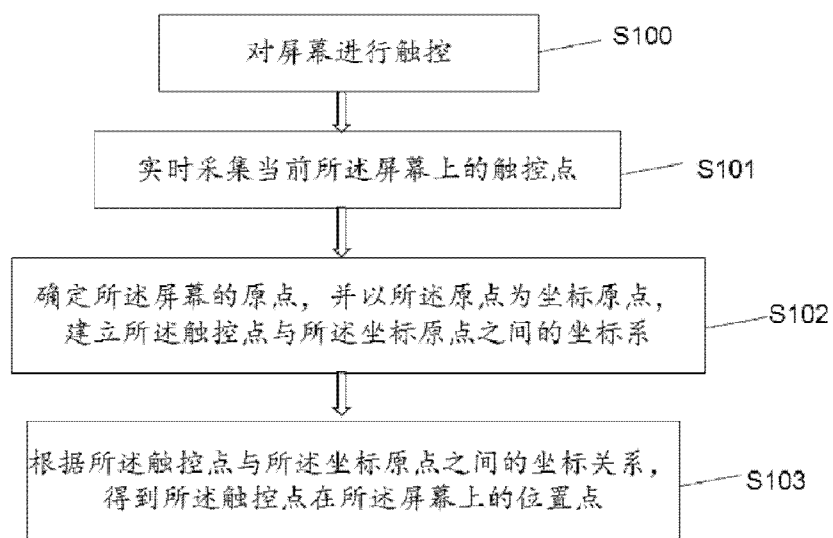 对屏幕进行触控
S100
实时采集当前所述屏幕上的触控点
S101
确定所述屏幕的原点，并以所述原点为坐标原点，
建立所述触控点与所述坐标原点之间的坐标系
S102
根据所述触控点与所述坐标原点之间的坐标关系，
得到所述触控点在所述屏幕上的位置点
S103